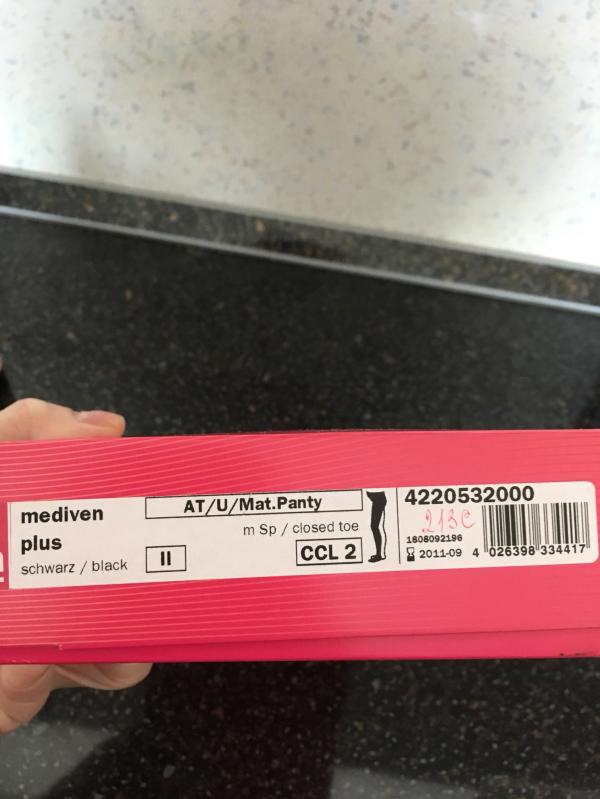 mediven
plus
schwarz / black
II
AT/U/Mat.Panty
m Sp / closed toe
CCL 2
4220532000
1808092196
2011-09
4 026398 334417